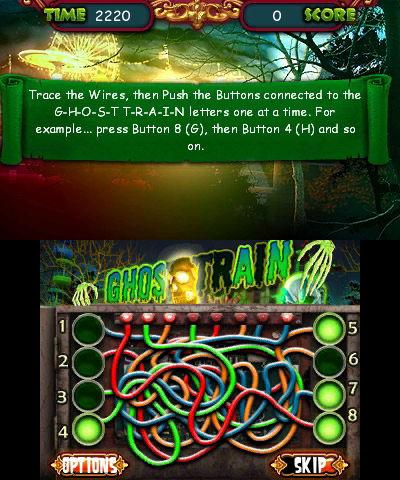 TIME 2220 0 SCORE
Trace the Wires, then Push the Buttons connected to the
G-H-O-S-T T-R-A-I-N letters one at a time. For
example... press Button 8 (G), then Button 4 (H) and so
on.
GHOS TRAIN
1 5
2 6
3 7
4 8
OPTIONS SKIP